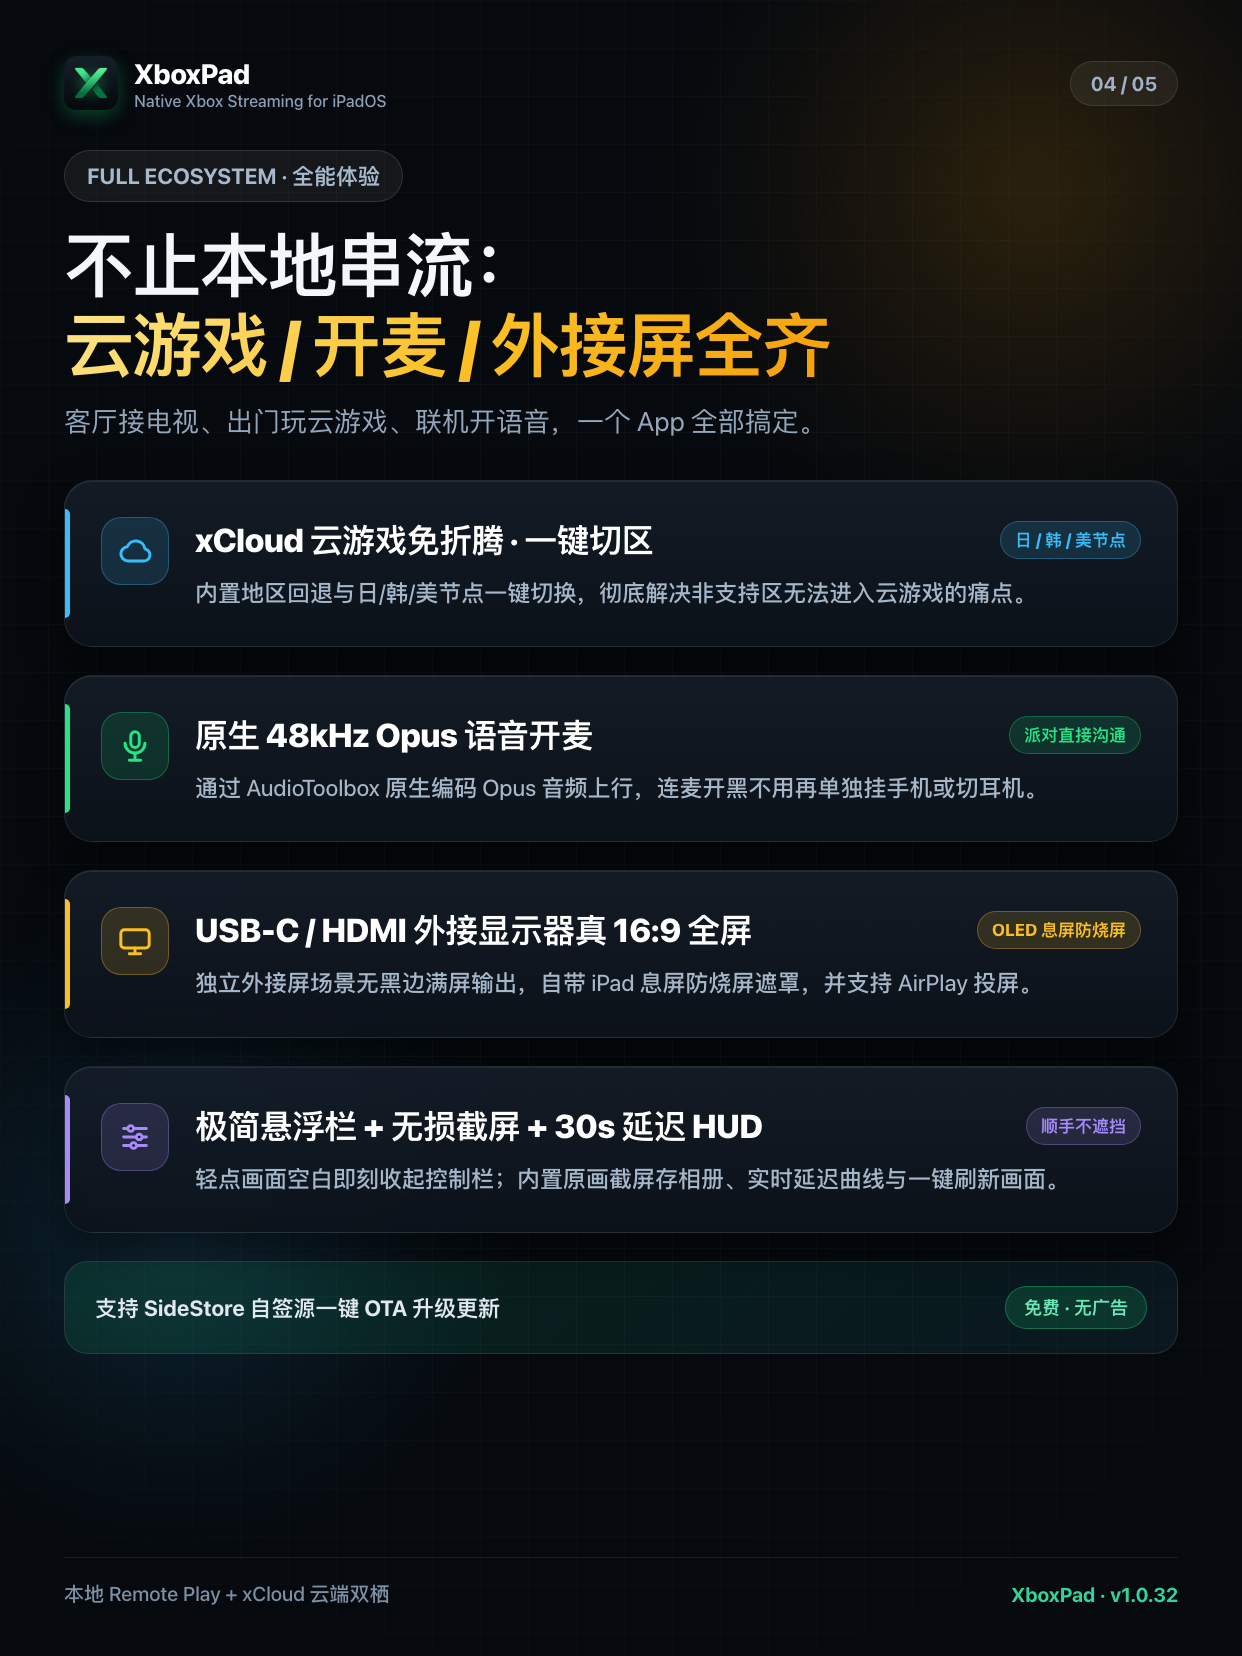 XboxPad
Native Xbox Streaming for iPadOS
04 / 05
FULL ECOSYSTEM · 全能体验
不止本地串流：
云游戏 / 开麦 / 外接屏全齐
客厅接电视、出门玩云游戏、联机开语音，一个 App 全部搞定。
xCloud 云游戏免折腾 · 一键切区
日 / 韩 / 美节点
内置地区回退与日/韩/美节点一键切换，彻底解决非支持区无法进入云游戏的痛点。
原生 48kHz Opus 语音开麦
派对直接沟通
通过 AudioToolbox 原生编码 Opus 音频上行，连麦开黑不用再单独挂手机或切耳机。
USB-C / HDMI 外接显示器真 16:9 全屏
OLED 息屏防烧屏
独立外接屏场景无黑边满屏输出，自带 iPad 息屏防烧屏遮罩，并支持 AirPlay 投屏。
极简悬浮栏 + 无损截屏 + 30s 延迟 HUD
顺手不遮挡
轻点画面空白即刻收起控制栏；内置原画截屏存相册、实时延迟曲线与一键刷新画面。
支持 SideStore 自签源一键 OTA 升级更新
免费 · 无广告
本地 Remote Play + xCloud 云端双栖
XboxPad · v1.0.32